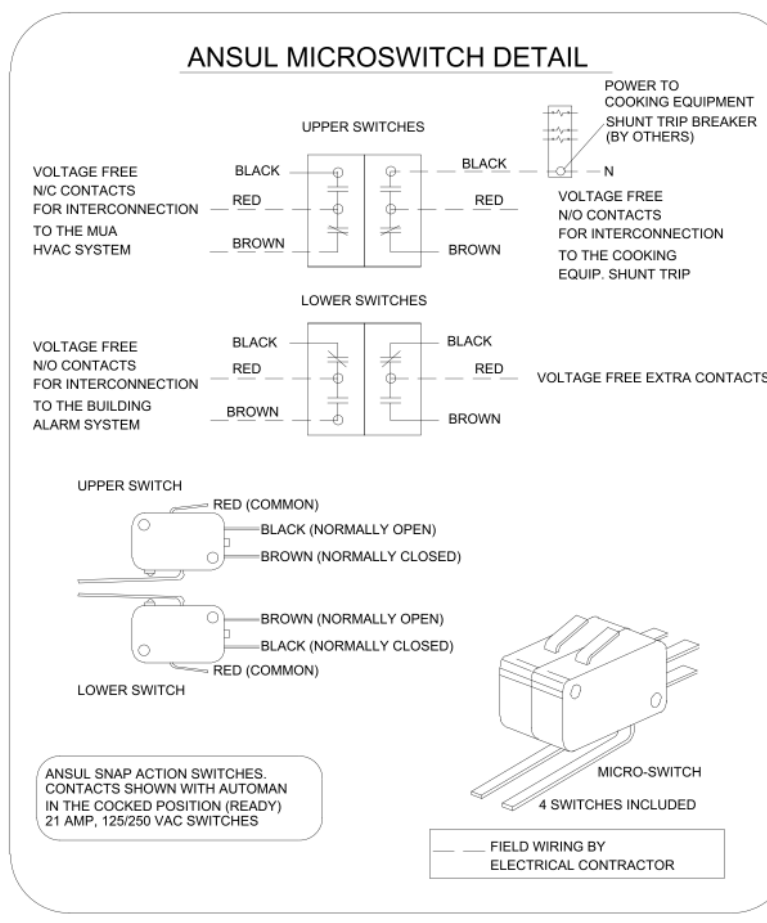 ANSUL MICROSWITCH DETAIL
POWER TO
COOKING EQUIPMENT
SHUNT TRIP BREAKER
(BY OTHERS)
UPPER SWITCHES
VOLTAGE FREE
N/C CONTACTS
FOR INTERCONNECTION
TO THE MUA
HVAC SYSTEM
BLACK
RED
BROWN
BLACK
N
RED
BROWN
VOLTAGE FREE
N/O CONTACTS
FOR INTERCONNECTION
TO THE COOKING
EQUIP. SHUNT TRIP
LOWER SWITCHES
VOLTAGE FREE
N/O CONTACTS
FOR INTERCONNECTION
TO THE BUILDING
ALARM SYSTEM
BLACK
RED
BROWN
BLACK
RED
BROWN
VOLTAGE FREE EXTRA CONTACTS
UPPER SWITCH
RED (COMMON)
BLACK (NORMALLY OPEN)
BROWN (NORMALLY CLOSED)
BROWN (NORMALLY OPEN)
BLACK (NORMALLY CLOSED)
RED (COMMON)
LOWER SWITCH
ANSUL SNAP ACTION SWITCHES.
CONTACTS SHOWN WITH AUTOMAN
IN THE COCKED POSITION (READY)
21 AMP, 125/250 VAC SWITCHES
MICRO-SWITCH
4 SWITCHES INCLUDED
FIELD WIRING BY
ELECTRICAL CONTRACTOR